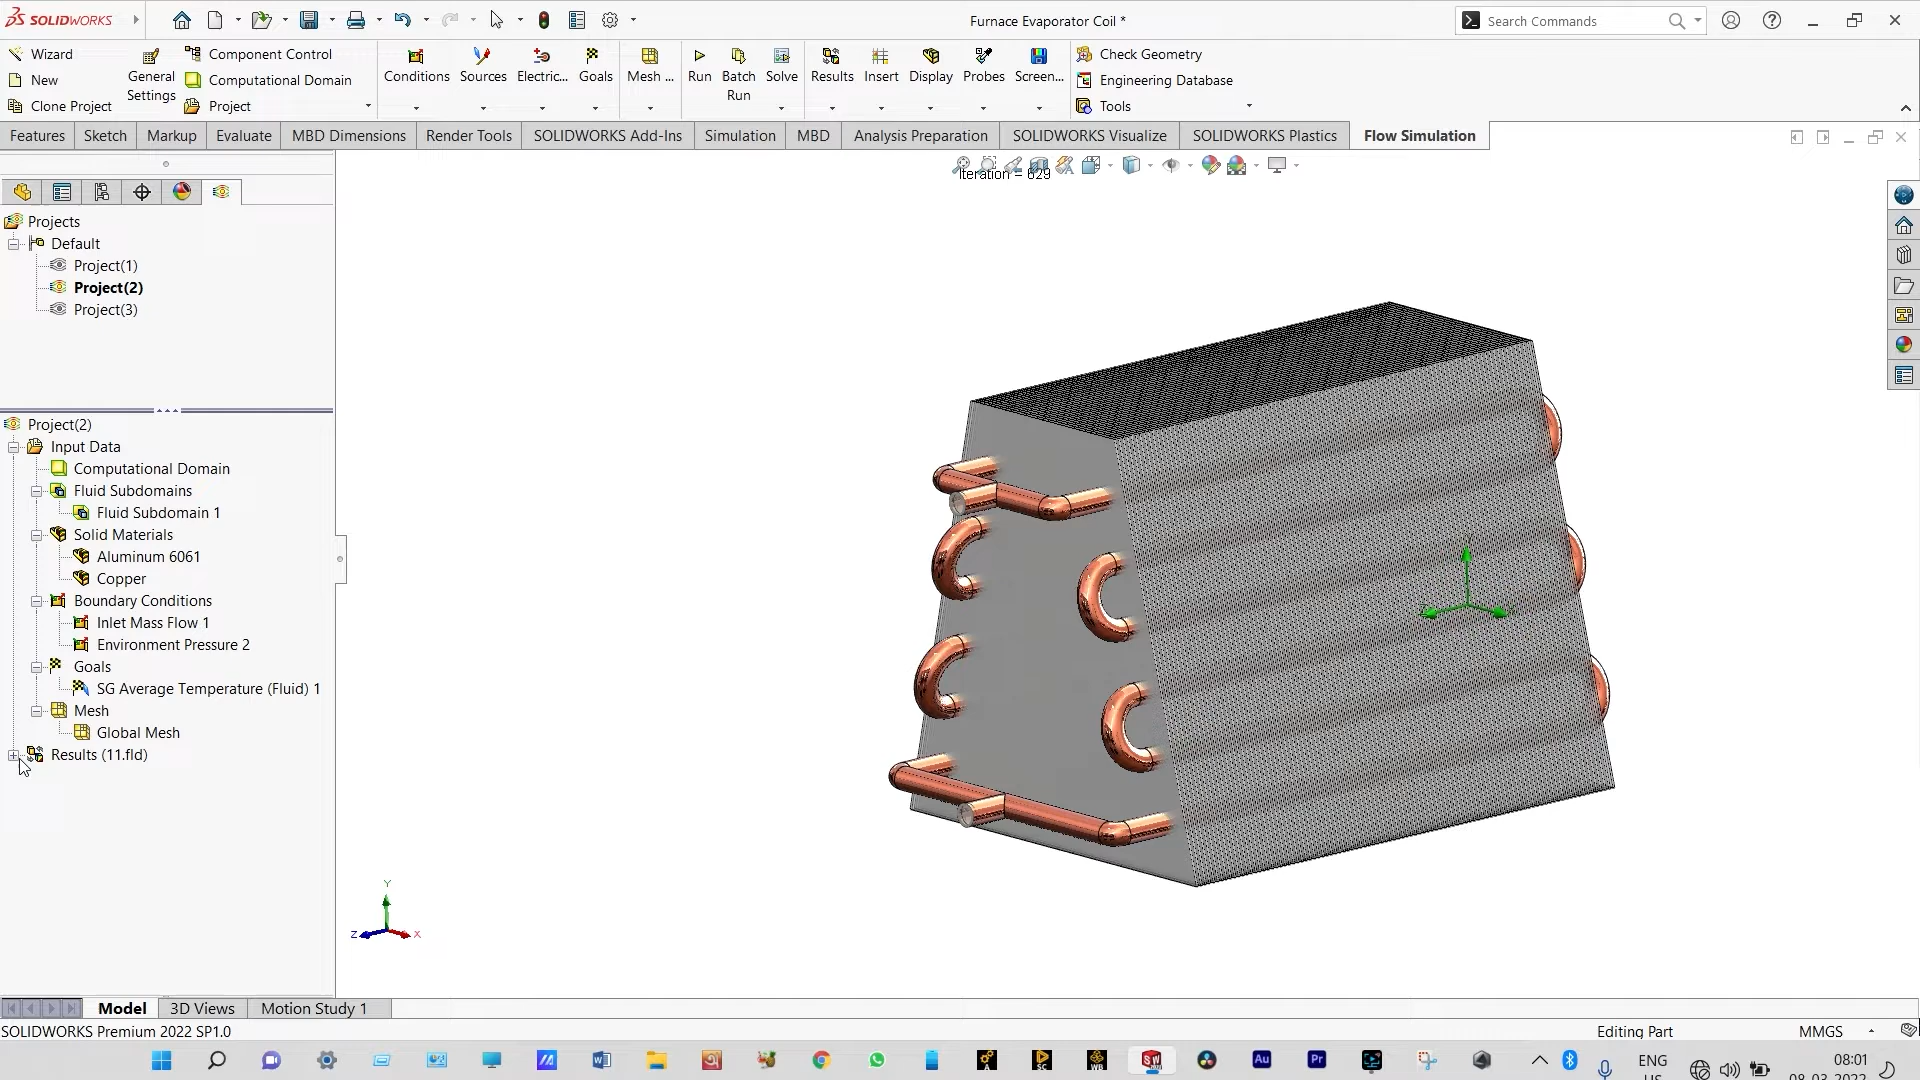 SOLIDWORKS
Furnace Evaporator Coil *
Search Commands
Wizard
New
Clone Project
General Settings
Component Control
Computational Domain
Project
Conditions
Sources
Electric...
Goals
Mesh ...
Run
Batch Run
Solve
Results
Insert
Display
Probes
Screen...
Check Geometry
Engineering Database
Tools
Features
Sketch
Markup
Evaluate
MBD Dimensions
Render Tools
SOLIDWORKS Add-Ins
Simulation
MBD
Analysis Preparation
SOLIDWORKS Visualize
SOLIDWORKS Plastics
Flow Simulation
Iteration = 629
Projects
Default
Project(1)
Project(2)
Project(3)
Project(2)
Input Data
Computational Domain
Fluid Subdomains
Fluid Subdomain 1
Solid Materials
Aluminum 6061
Copper
Boundary Conditions
Inlet Mass Flow 1
Environment Pressure 2
Goals
SG Average Temperature (Fluid) 1
Mesh
Global Mesh
Results (11.fld)
Y
Z
X
Model
3D Views
Motion Study 1
SOLIDWORKS Premium 2022 SP1.0
Editing Part
MMGS
ENG
US
08:01
08-03-2022